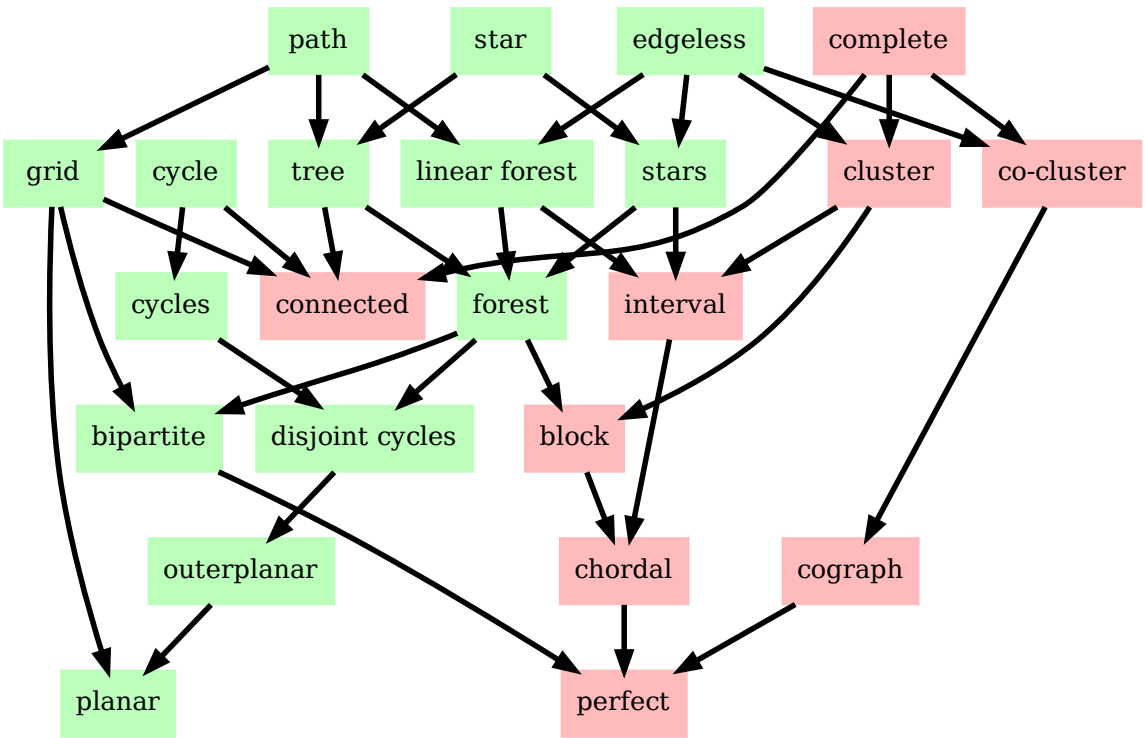 path
star
edgeless
complete
grid
cycle
tree
linear forest
stars
cluster
co-cluster
cycles
connected
forest
interval
bipartite
disjoint cycles
block
outerplanar
chordal
cograph
planar
perfect